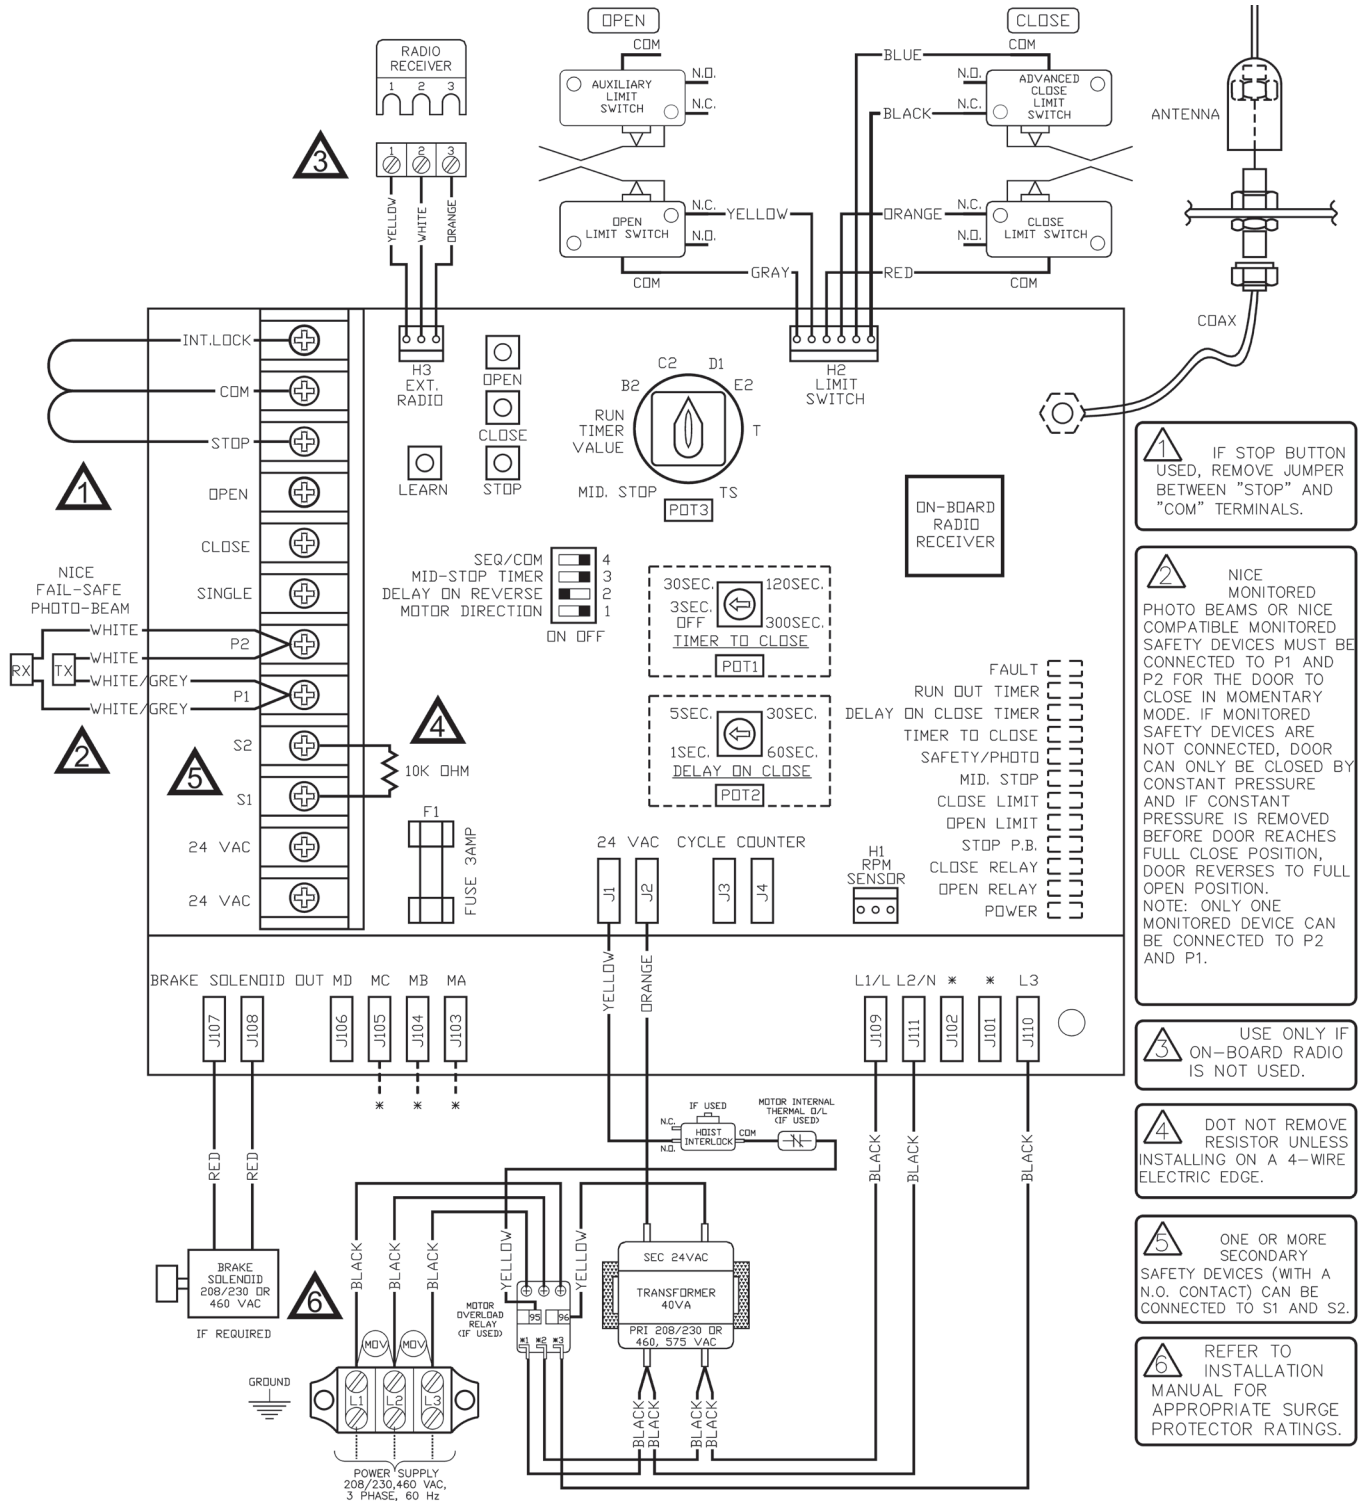 OPEN
CLOSE
RADIO
RECEIVER
1 2 3
1 2 3
3
YELLOW
WHITE
ORANGE
COM
N.O.
N.C.
AUXILIARY
LIMIT
SWITCH
N.C.
N.O.
OPEN
LIMIT SWITCH
COM
YELLOW
GRAY
COM
N.O.
N.C.
ADVANCED
CLOSE
LIMIT
SWITCH
BLUE
BLACK
ORANGE
RED
N.C.
N.O.
CLOSE
LIMIT SWITCH
COM
ANTENNA
COAX
INT.LOCK
COM
STOP
OPEN
CLOSE
SINGLE
P2
P1
S2
S1
24 VAC
24 VAC
1
NICE
FAIL-SAFE
PHOTO-BEAM
WHITE
WHITE
WHITE/GREY
WHITE/GREY
RX
TX
2
5
4
10K OHM
F1
FUSE 3AMP
H3
EXT.
RADIO
OPEN
CLOSE
STOP
LEARN
C2
D1
B2
E2
RUN
TIMER
VALUE
T
MID. STOP
TS
POT3
H2
LIMIT
SWITCH
ON-BOARD
RADIO
RECEIVER
SEQ/COM 4
MID-STOP TIMER 3
DELAY ON REVERSE 2
MOTOR DIRECTION 1
ON OFF
30SEC. 120SEC.
3SEC.
OFF 300SEC.
TIMER TO CLOSE
POT1
5SEC. 30SEC.
1SEC. 60SEC.
DELAY ON CLOSE
POT2
FAULT
RUN OUT TIMER
DELAY ON CLOSE TIMER
TIMER TO CLOSE
SAFETY/PHOTO
MID. STOP
CLOSE LIMIT
OPEN LIMIT
STOP P.B.
CLOSE RELAY
OPEN RELAY
POWER
24 VAC CYCLE COUNTER
J1
J2
J3
J4
H1
RPM
SENSOR
BRAKE SOLENOID OUT MD MC MB MA
J107
J108
J106
J105
J104
J103
* * *
YELLOW
ORANGE
L1/L L2/N * * L3
J109
J111
J102
J101
J110
RED
RED
BRAKE
SOLENOID
208/230 OR
460 VAC
IF REQUIRED
6
IF USED
N.C.
N.O.
HOIST
INTERLOCK
COM
MOTOR INTERNAL
THERMAL O/L
(IF USED)
BLACK
BLACK
BLACK
BLACK
BLACK
BLACK
YELLOW
YELLOW
MOTOR
OVERLOAD
RELAY
(IF USED)
95 96
*1 *2 *3
SEC 24VAC
TRANSFORMER
40VA
PRI 208/230 OR
460, 575 VAC
BLACK
BLACK
BLACK
BLACK
MOV MOV
GROUND
L1 L2 L3
POWER SUPPLY
208/230,460 VAC,
3 PHASE, 60 Hz
1 IF STOP BUTTON
USED, REMOVE JUMPER
BETWEEN "STOP" AND
"COM" TERMINALS.
2 NICE
MONITORED
PHOTO BEAMS OR NICE
COMPATIBLE MONITORED
SAFETY DEVICES MUST BE
CONNECTED TO P1 AND
P2 FOR THE DOOR TO
CLOSE IN MOMENTARY
MODE. IF MONITORED
SAFETY DEVICES ARE
NOT CONNECTED, DOOR
CAN ONLY BE CLOSED BY
CONSTANT PRESSURE
AND IF CONSTANT
PRESSURE IS REMOVED
BEFORE DOOR REACHES
FULL CLOSE POSITION,
DOOR REVERSES TO FULL
OPEN POSITION.
NOTE: ONLY ONE
MONITORED DEVICE CAN
BE CONNECTED TO P2
AND P1.
3 USE ONLY IF
ON-BOARD RADIO
IS NOT USED.
4 DOT NOT REMOVE
RESISTOR UNLESS
INSTALLING ON A 4-WIRE
ELECTRIC EDGE.
5 ONE OR MORE
SECONDARY
SAFETY DEVICES (WITH A
N.O. CONTACT) CAN BE
CONNECTED TO S1 AND S2.
6 REFER TO
INSTALLATION
MANUAL FOR
APPROPRIATE SURGE
PROTECTOR RATINGS.